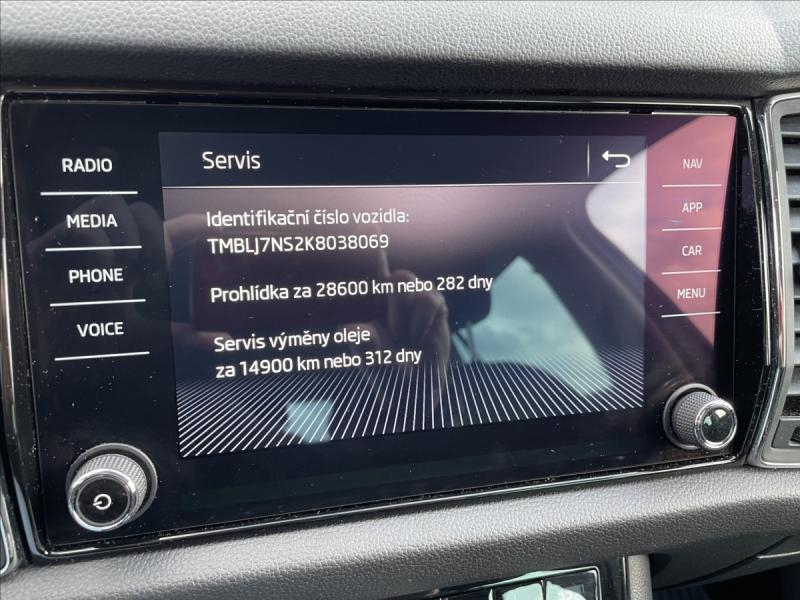 Servis
RADIO
MEDIA
PHONE
VOICE
Identifikační číslo vozidla:
TMBLJ7NS2K8038069
Prohlídka za 28600 km nebo 282 dny
Servis výměny oleje
za 14900 km nebo 312 dny
NAV
APP
CAR
MENU